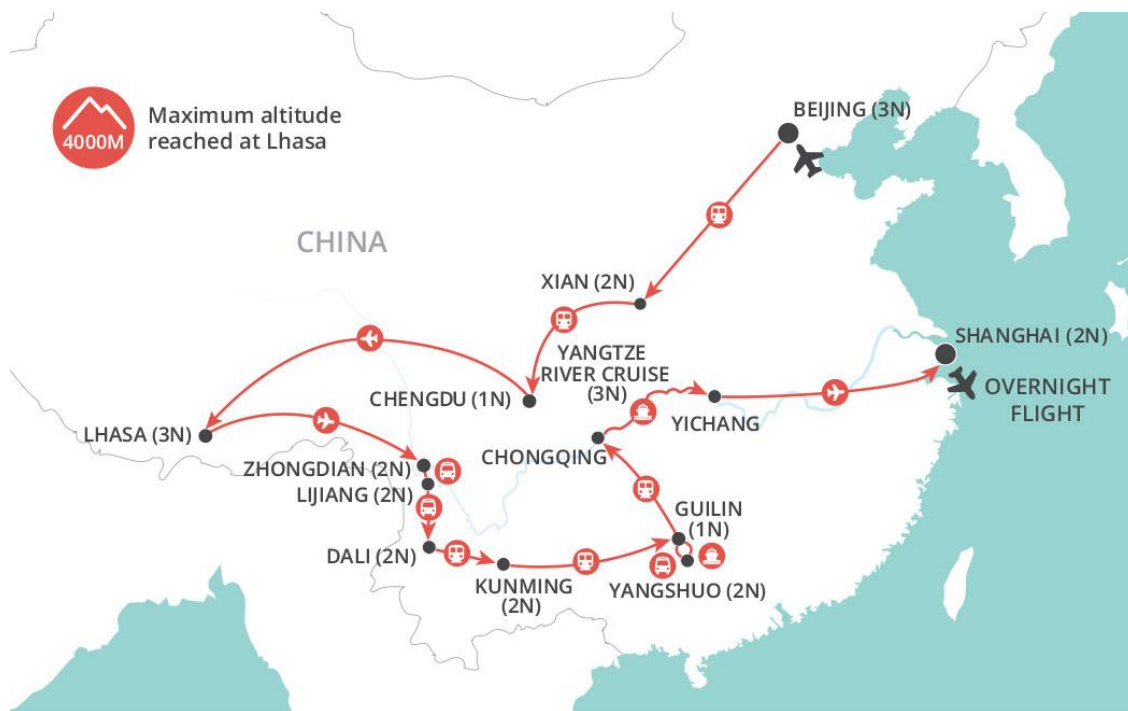 4000M
Maximum altitude
reached at Lhasa
BEIJING (3N)
CHINA
XIAN (2N)
SHANGHAI (2N)
OVERNIGHT
FLIGHT
YANGTZE
RIVER CRUISE
(3N)
CHENGDU (1N)
YICHANG
LHASA (3N)
CHONGQING
ZHONGDIAN (2N)
LIJIANG (2N)
GUILIN
(1N)
DALI (2N)
KUNMING
(2N)
YANGSHUO (2N)